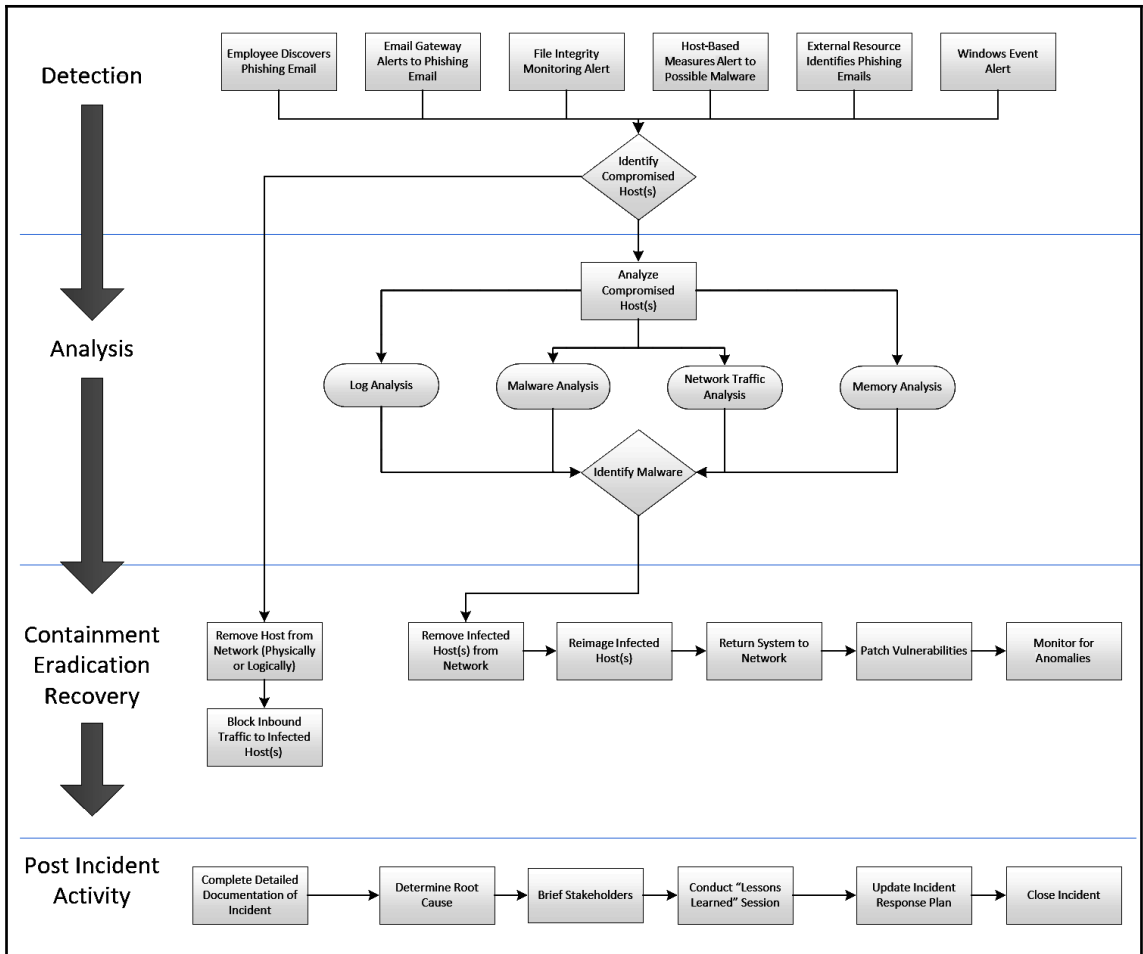 Detection
Employee Discovers
Phishing Email
Email Gateway
Alerts to Phishing
Email
File Integrity
Monitoring Alert
Host-Based
Measures Alert to
Possible Malware
External Resource
Identifies Phishing
Emails
Windows Event
Alert
Identify
Compromised
Host(s)
Analysis
Analyze
Compromised
Host(s)
Log Analysis
Malware Analysis
Network Traffic
Analysis
Memory Analysis
Identify Malware
Containment
Eradication
Recovery
Remove Host from
Network (Physically
or Logically)
Block Inbound
Traffic to Infected
Host(s)
Remove Infected
Host(s) from
Network
Reimage Infected
Host(s)
Return System to
Network
Patch Vulnerabilities
Monitor for
Anomalies
Post Incident
Activity
Complete Detailed
Documentation of
Incident
Determine Root
Cause
Brief Stakeholders
Conduct “Lessons
Learned” Session
Update Incident
Response Plan
Close Incident